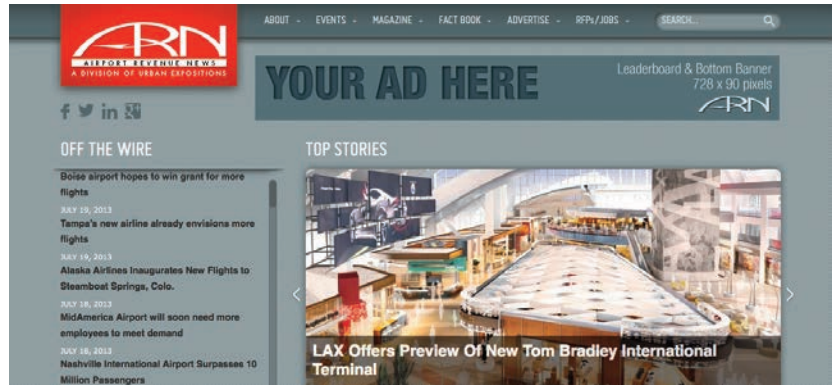 ARN
AIRPORT REVENUE NEWS
A DIVISION OF URBAN EXPOSITIONS
ABOUT EVENTS MAGAZINE FACT BOOK ADVERTISE RFPs/JOBS SEARCH...
YOUR AD HERE
Leaderboard & Bottom Banner
728 x 90 pixels
ARN
OFF THE WIRE
Boise airport hopes to win grant for more
flights
JULY 19, 2013
Tampa's new airline already envisions more
flights
JULY 19, 2013
Alaska Airlines Inaugurates New Flights to
Steamboat Springs, Colo.
JULY 18, 2013
MidAmerica Airport will soon need more
employees to meet demand
JULY 18, 2013
Nashville International Airport Surpasses 10
Million Passengers
TOP STORIES
LAX Offers Preview Of New Tom Bradley International
Terminal